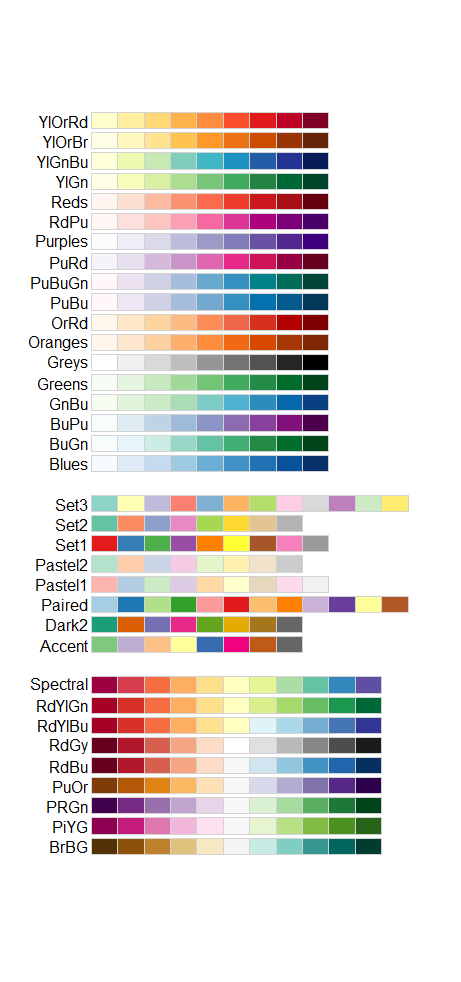 YlOrRd
YlOrBr
YlGnBu
YlGn
Reds
RdPu
Purples
PuRd
PuBuGn
PuBu
OrRd
Oranges
Greys
Greens
GnBu
BuPu
BuGn
Blues
Set3
Set2
Set1
Pastel2
Pastel1
Paired
Dark2
Accent
Spectral
RdYlGn
RdYlBu
RdGy
RdBu
PuOr
PRGn
PiYG
BrBG